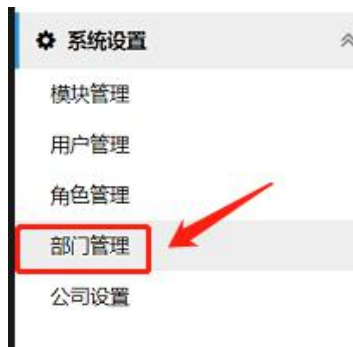 系统设置
模块管理
用户管理
角色管理
部门管理
公司设置